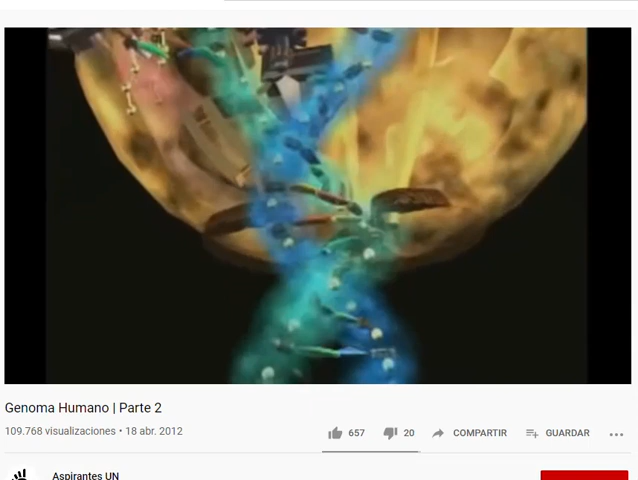 Genoma Humano | Parte 2
109.768 visualizaciones • 18 abr. 2012
657 20 COMPARTIR GUARDAR
Aspirantes UN